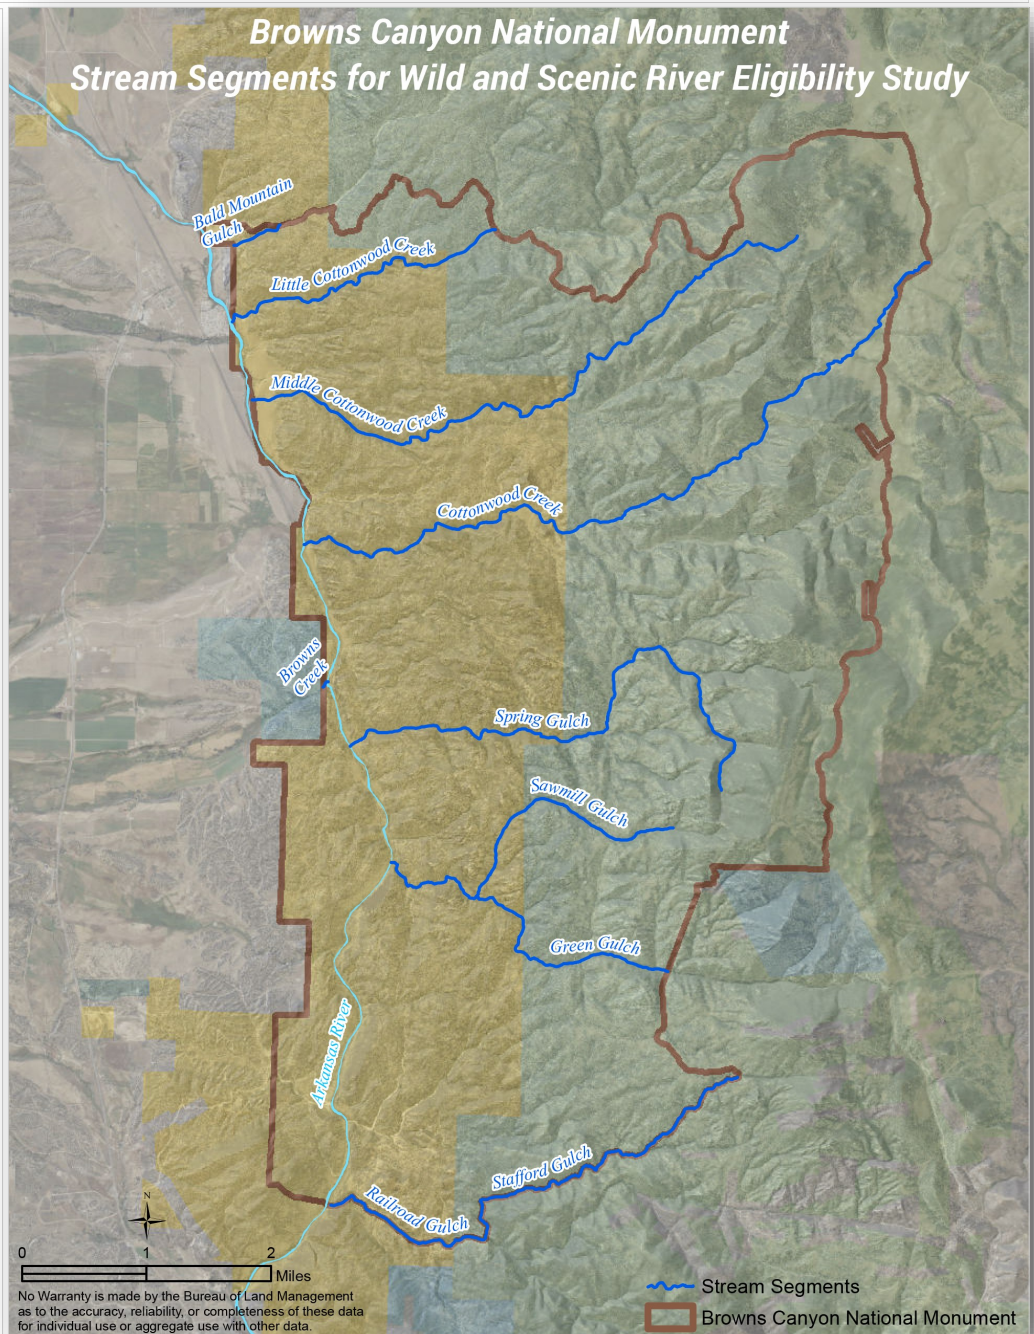 Browns Canyon National Monument
Stream Segments for Wild and Scenic River Eligibility Study
Bald Mountain
Gulch
Little Cottonwood Creek
Middle Cottonwood Creek
Cottonwood Creek
Browns
Creek
Spring Gulch
Sawmill Gulch
Green Gulch
Arkansas River
Stafford Gulch
Railroad Gulch
N
0 1 2
Miles
No Warranty is made by the Bureau of Land Management
as to the accuracy, reliability, or completeness of these data
for individual use or aggregate use with other data.
Stream Segments
Browns Canyon National Monument